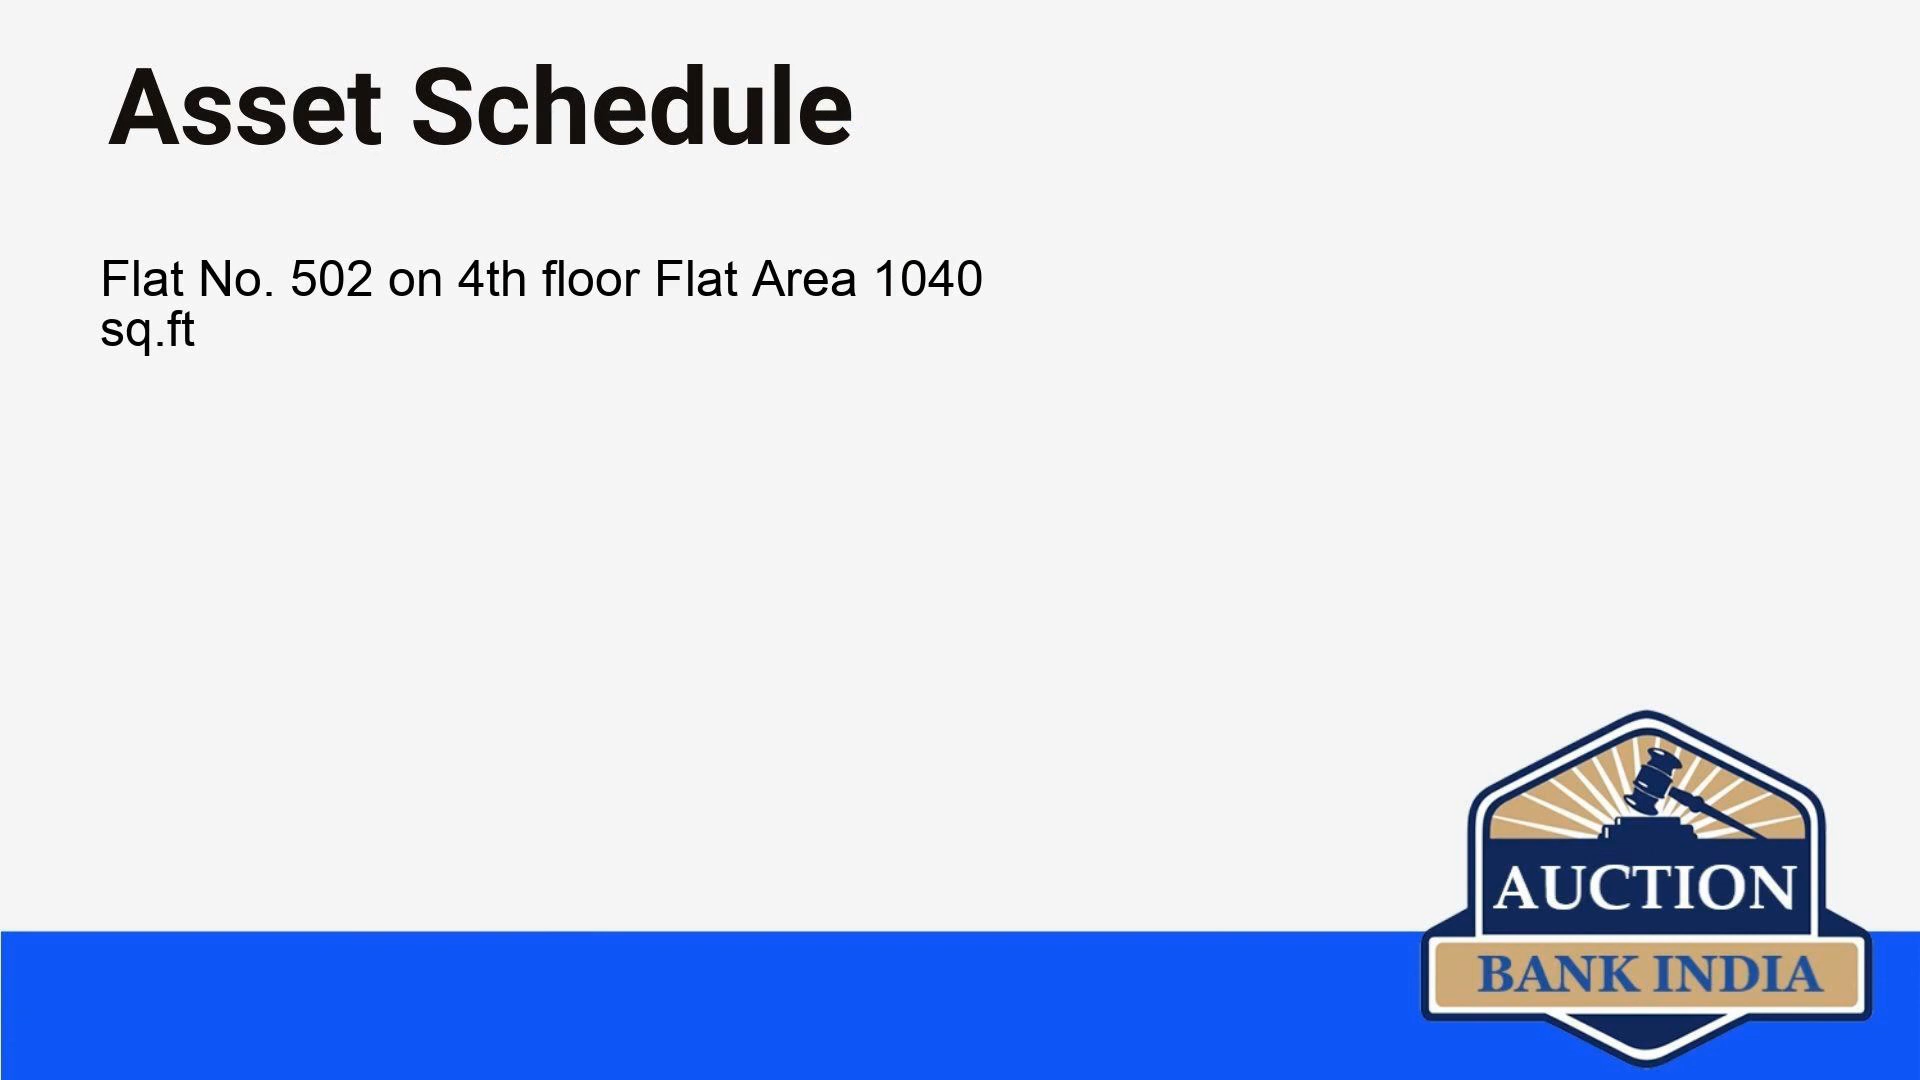 Asset Schedule
Flat No. 502 on 4th floor Flat Area 1040
sq.ft
AUCTION
BANK INDIA